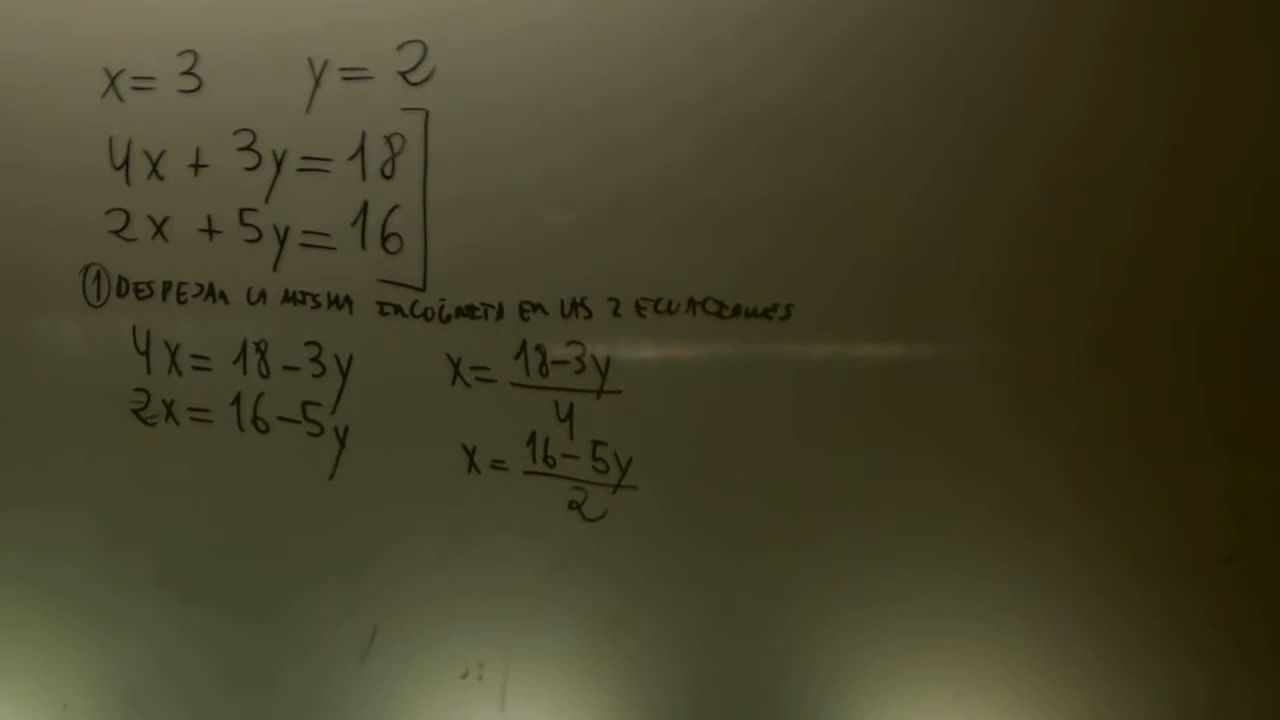 x = 3 y = 2
4x + 3y = 18
2x + 5y = 16
① DESPEJAR LA MISMA INCOGNITA EN LAS 2 ECUACIONES
4x = 18 - 3y x = 18 - 3y / 4
2x = 16 - 5y x = 16 - 5y / 2